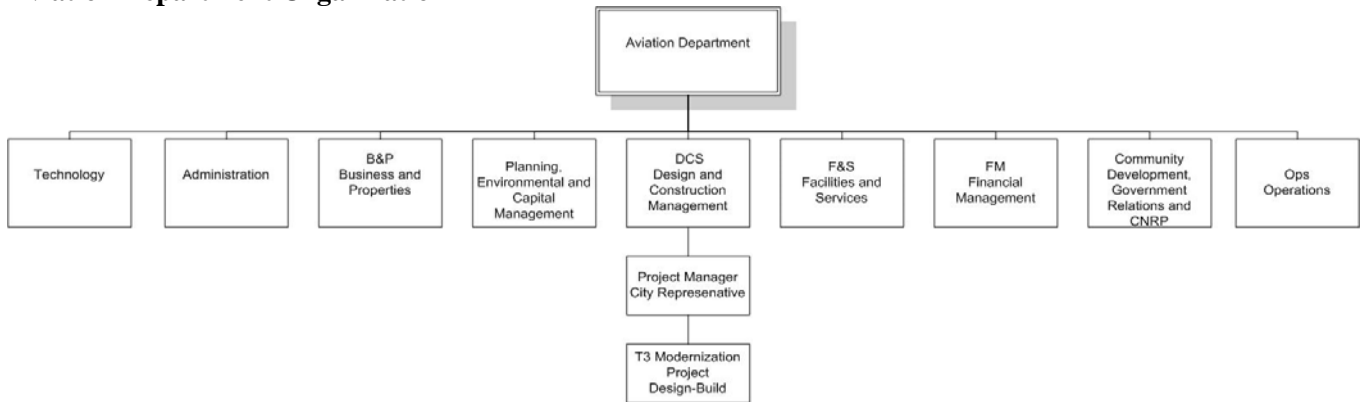 Aviation Department
Technology
Administration
B&P
Business and
Properties
Planning,
Environmental and
Capital
Management
DCS
Design and
Construction
Management
F&S
Facilities and
Services
FM
Financial
Management
Community
Development,
Government
Relations and
CNRP
Ops
Operations
Project Manager
City Represenative
T3 Modernization
Project
Design-Build